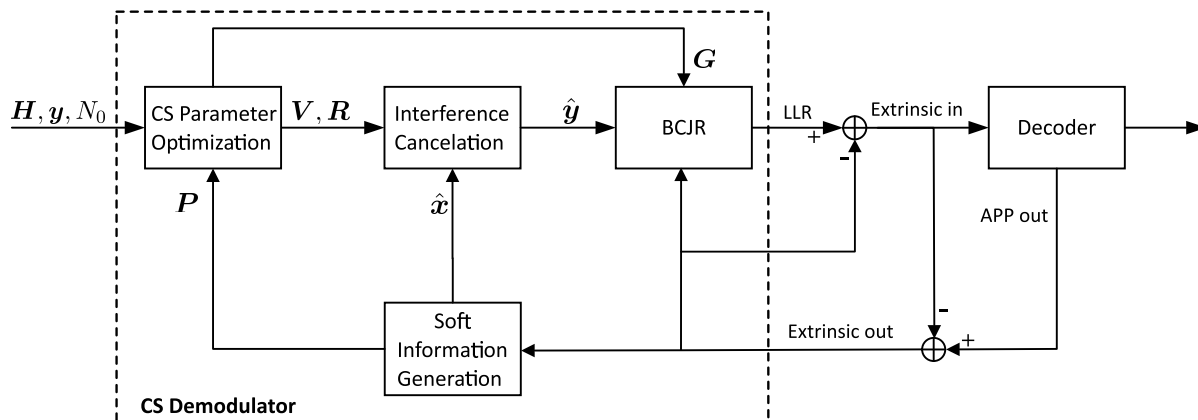 H, y, N₀
CS Parameter
Optimization
V, R
Interference
Cancelation
ŷ
G
BCJR
LLR
+
-
Extrinsic in
Decoder
P
x̂
APP out
Soft
Information
Generation
Extrinsic out
-
+
CS Demodulator